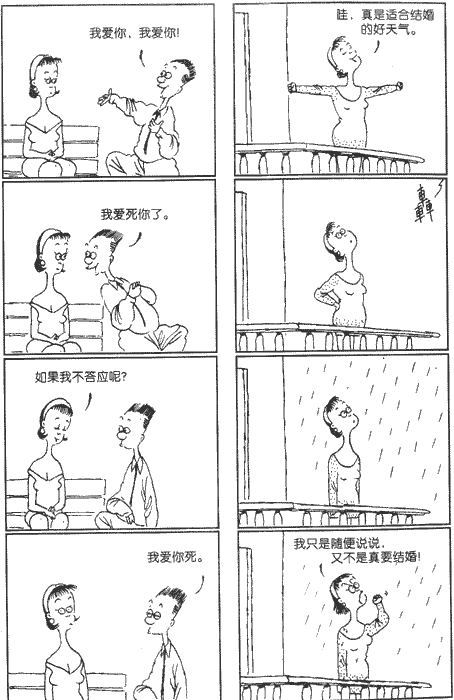 我爱你，我爱你!
我爱死你了。
如果我不答应呢?
我爱你死。
哇，真是适合结婚
的好天气。
轰
我只是随便说说，
又不是真要结婚!